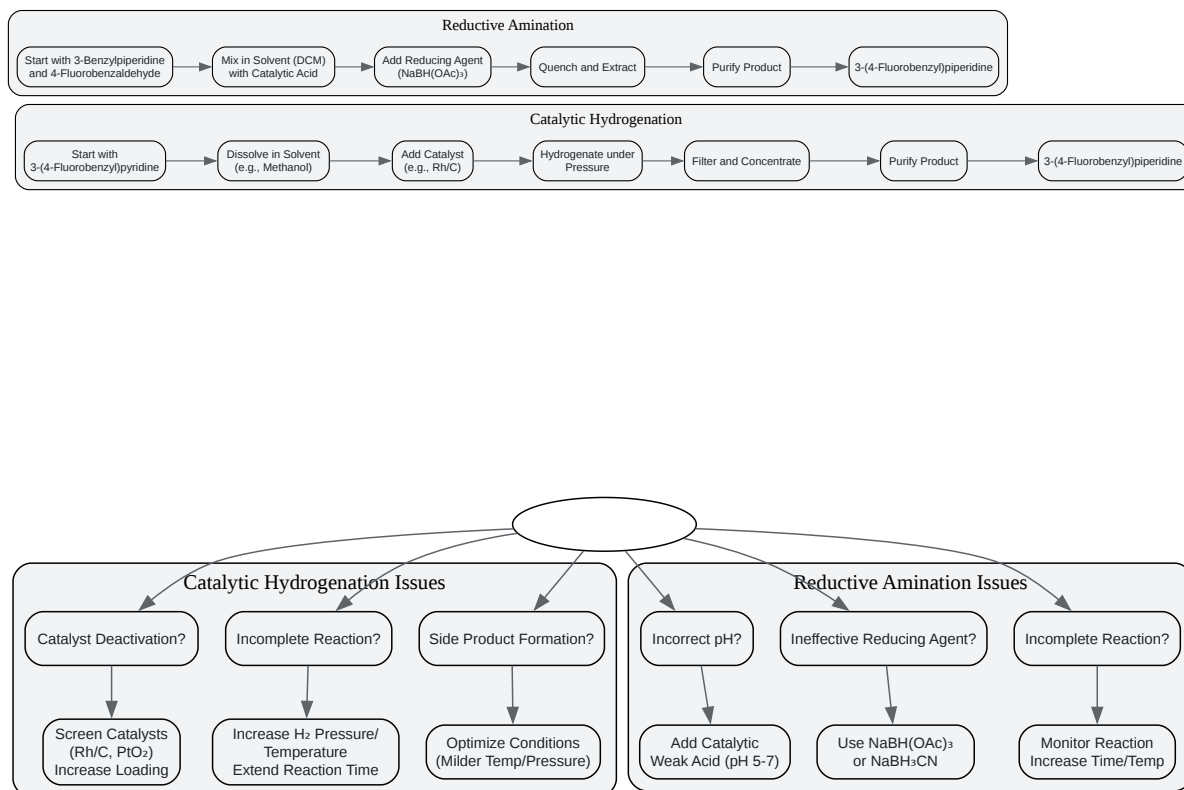 Reductive Amination
Start with 3-Benzylpiperidine
and 4-Fluorobenzaldehyde
Mix in Solvent (DCM)
with Catalytic Acid
Add Reducing Agent
(NaBH(OAc)₃)
Quench and Extract
Purify Product
3-(4-Fluorobenzyl)piperidine
Catalytic Hydrogenation
Start with
3-(4-Fluorobenzyl)pyridine
Dissolve in Solvent
(e.g., Methanol)
Add Catalyst
(e.g., Rh/C)
Hydrogenate under
Pressure
Filter and Concentrate
Purify Product
3-(4-Fluorobenzyl)piperidine
Catalytic Hydrogenation Issues
Catalyst Deactivation?
Incomplete Reaction?
Side Product Formation?
Screen Catalysts
(Rh/C, PtO₂)
Increase Loading
Increase H₂ Pressure/
Temperature
Extend Reaction Time
Optimize Conditions
(Milder Temp/Pressure)
Reductive Amination Issues
Incorrect pH?
Ineffective Reducing Agent?
Incomplete Reaction?
Add Catalytic
Weak Acid (pH 5-7)
Use NaBH(OAc)₃
or NaBH₃CN
Monitor Reaction
Increase Time/Temp